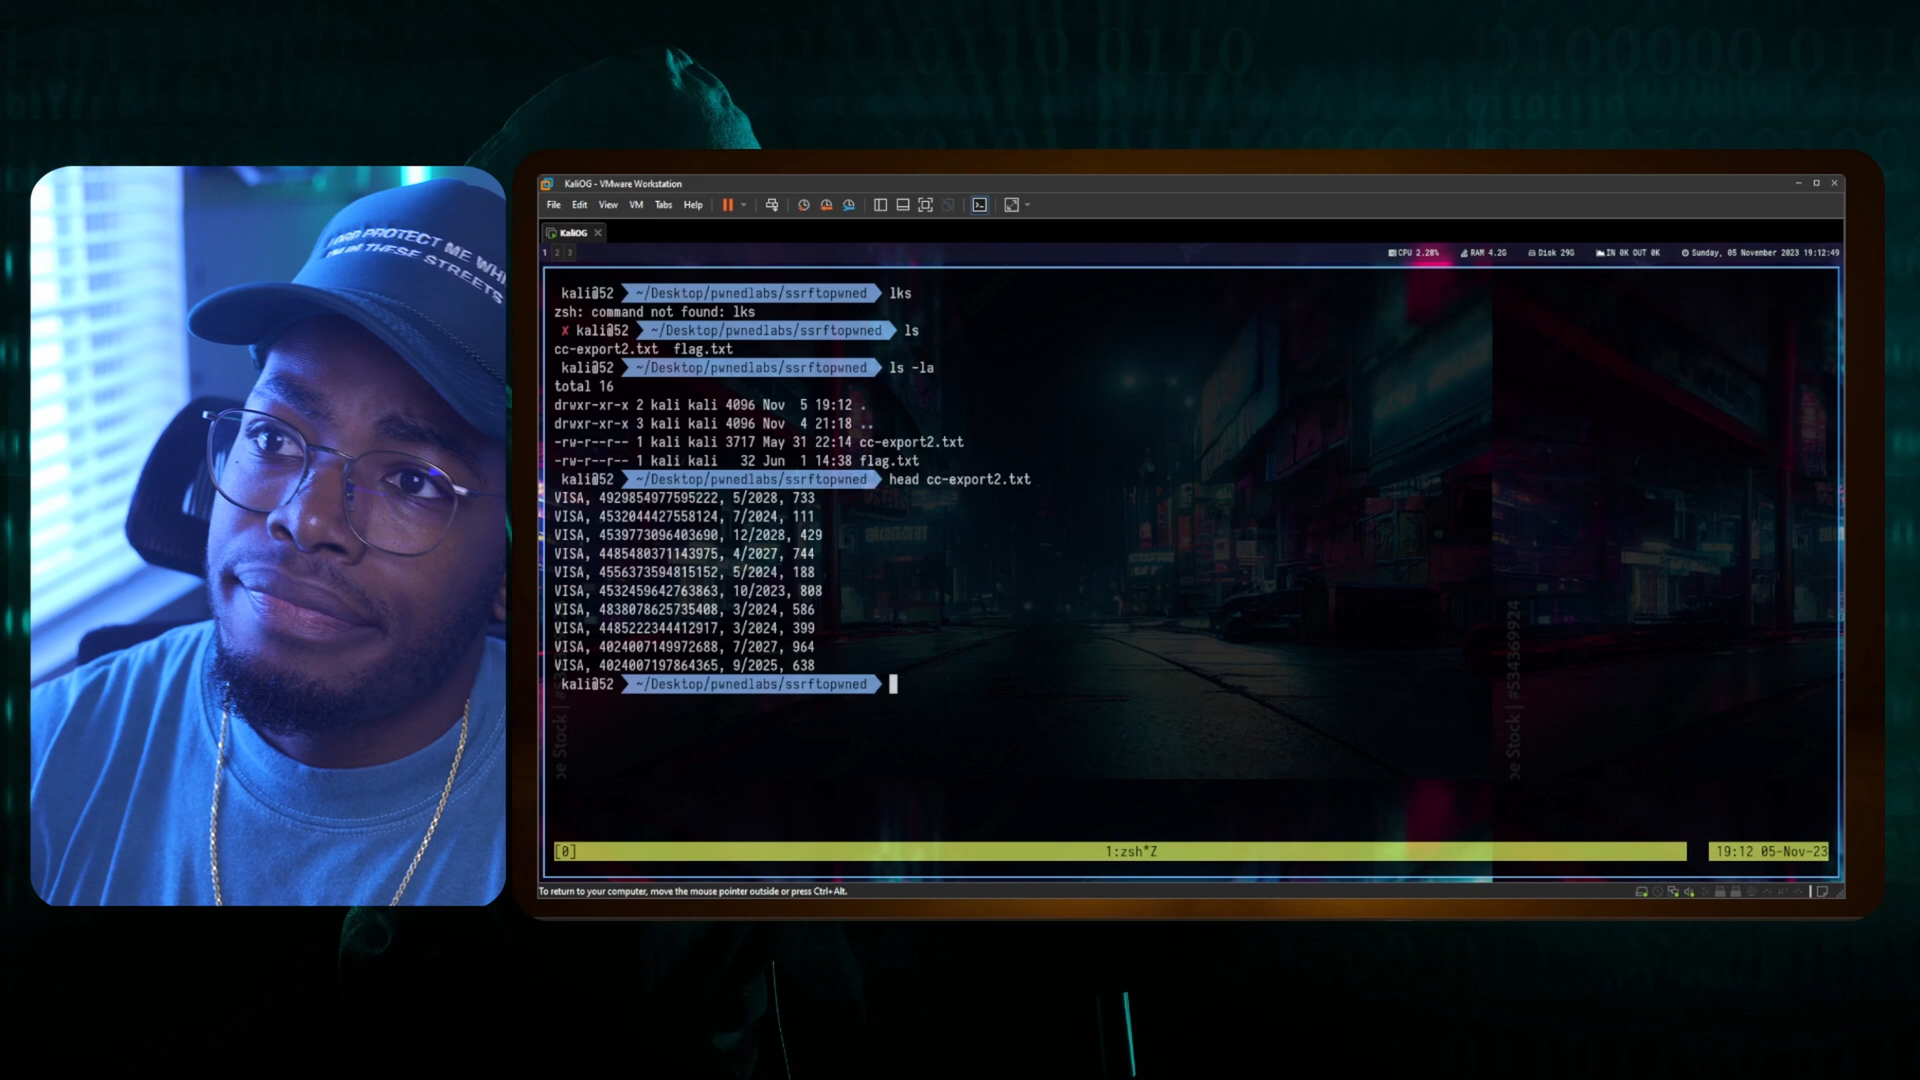 LORD PROTECT ME WHI
I'M IN THESE STREETS
KaliOG - VMware Workstation
File Edit View VM Tabs Help
KaliOG
1 2 3
CPU 2.28% RAM 4.2G Disk 29G IN 0K OUT 0K Sunday, 05 November 2023 19:12:49
kali@52 ~/Desktop/pwnedlabs/ssrftopwned lks
zsh: command not found: lks
✗ kali@52 ~/Desktop/pwnedlabs/ssrftopwned ls
cc-export2.txt flag.txt
kali@52 ~/Desktop/pwnedlabs/ssrftopwned ls -la
total 16
drwxr-xr-x 2 kali kali 4096 Nov 5 19:12 .
drwxr-xr-x 3 kali kali 4096 Nov 4 21:18 ..
-rw-r--r-- 1 kali kali 3717 May 31 22:14 cc-export2.txt
-rw-r--r-- 1 kali kali 32 Jun 1 14:38 flag.txt
kali@52 ~/Desktop/pwnedlabs/ssrftopwned head cc-export2.txt
VISA, 4929854977595222, 5/2028, 733
VISA, 4532044427558124, 7/2024, 111
VISA, 4539773096403690, 12/2028, 429
VISA, 4485480371143975, 4/2027, 744
VISA, 4556373594815152, 5/2024, 188
VISA, 4532459642763863, 10/2023, 808
VISA, 4838078625735408, 3/2024, 586
VISA, 4485222344412917, 3/2024, 399
VISA, 4024007149972688, 7/2027, 964
VISA, 4024007197864365, 9/2025, 638
kali@52 ~/Desktop/pwnedlabs/ssrftopwned
be Stock | #534369924
[0] 1:zsh*Z 19:12 05-Nov-23
To return to your computer, move the mouse pointer outside or press Ctrl+Alt.